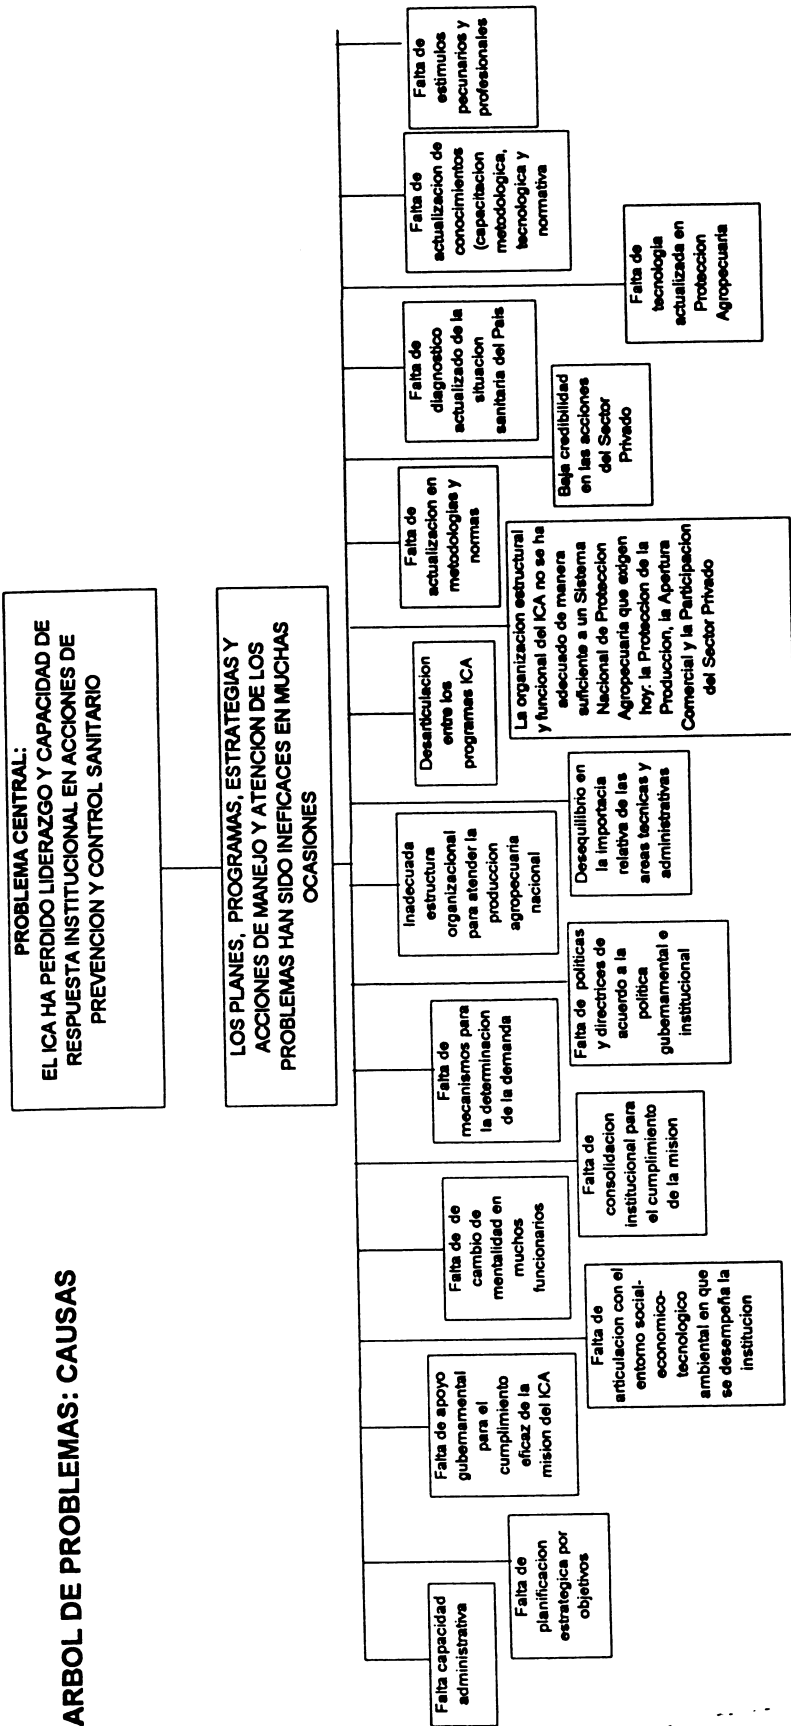 ARBOL DE PROBLEMAS: CAUSAS
PROBLEMA CENTRAL:
EL ICA HA PERDIDO LIDERAZGO Y CAPACIDAD DE
RESPUESTA INSTITUCIONAL EN ACCIONES DE
PREVENCION Y CONTROL SANITARIO
LOS PLANES, PROGRAMAS, ESTRATEGIAS Y
ACCIONES DE MANEJO Y ATENCION DE LOS
PROBLEMAS HAN SIDO INEFICACES EN MUCHAS
OCASIONES
Falta capacidad
administrativa
Falta de
planificacion
estrategica por
objetivos
Falta de apoyo
gubernamental
para el
cumplimiento
eficaz de la
mision del ICA
Falta de
articulacion con el
entorno social-
economico-
tecnologico
ambiental en que
se desempeña la
institucion
Falta de de
cambio de
mentalidad en
muchos
funcionarios
Falta de
consolidacion
institucional para
el cumplimiento
de la mision
Falta de
mecanismos para
la determinacion
de la demanda
Falta de politicas
y directrices de
acuerdo a la
politica
gubernamental e
institucional
Inadecuada
estructura
organizacional
para atender la
produccion
agropecuaria
nacional
Desequilibrio en
la importacia
relativa de las
areas tecnicas y
administrativas
Desarticulacion
entre los
programas ICA
La organizacion estructural
y funcional del ICA no se ha
adecuado de manera
suficiente a un Sistema
Nacional de Proteccion
Agropecuaria que exigen
hoy: la Proteccion de la
Produccion, la Apertura
Comercial y la Participacion
del Sector Privado
Falta de
actualizacion en
metodologias y
normas
Baja credibilidad
en las acciones
del Sector
Privado
Falta de
diagnostico
actualizado de la
situacion
sanitaria del Pais
Falta de
tecnologia
actualizada en
Proteccion
Agropecuaria
Falta de
actualizacion de
conocimientos
(capacitacion
metodologica,
tecnologica y
normativa
Falta de
estimulos
pecunarios y
profesionales